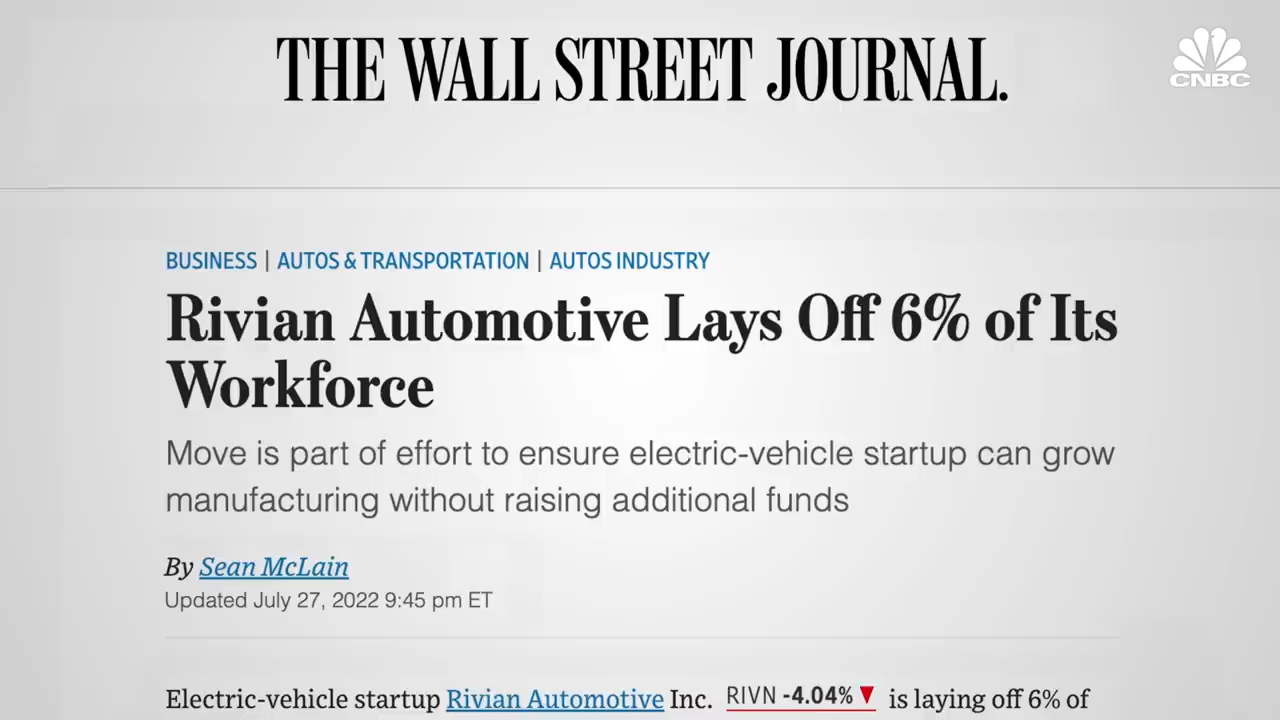 THE WALL STREET JOURNAL.
CNBC
BUSINESS | AUTOS & TRANSPORTATION | AUTOS INDUSTRY
Rivian Automotive Lays Off 6% of Its
Workforce
Move is part of effort to ensure electric-vehicle startup can grow
manufacturing without raising additional funds
By Sean McLain
Updated July 27, 2022 9:45 pm ET
Electric-vehicle startup Rivian Automotive Inc. RIVN -4.04% ▼ is laying off 6% of